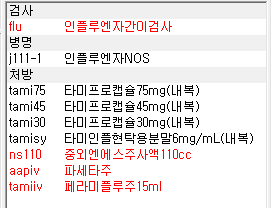 검사
flu 인플루엔자간이검사
병명
j111-1 인플루엔자NOS
처방
tami75 타미프로캡슐75mg(내복)
tami45 타미프로캡슐45mg(내복)
tami30 타미프로캡슐30mg(내복)
tamisy 타미인플현탁용분말6mg/mL(내복)
ns110 중외엔에스주사액110cc
aapiv 파세타주
tamiiv 페라미플루주15ml